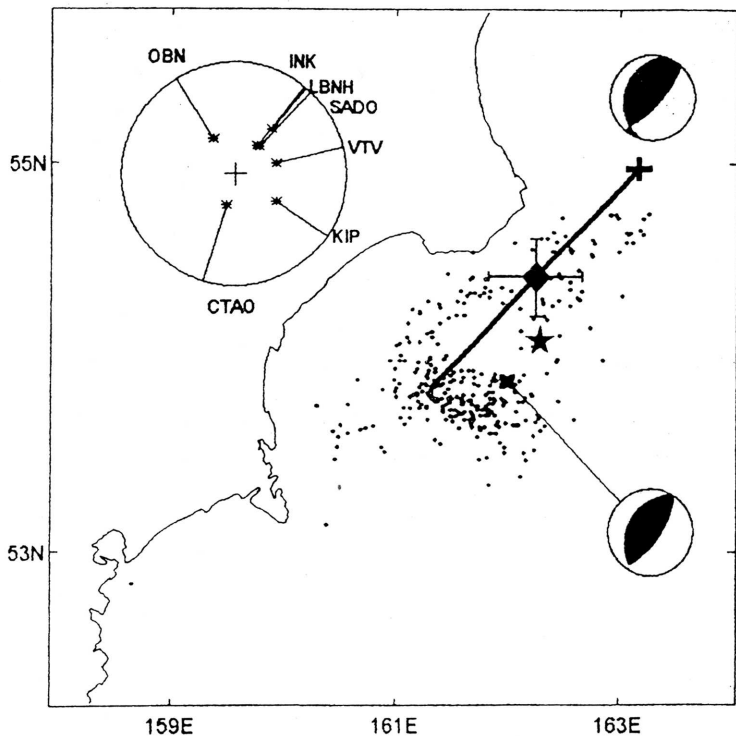 OBN
INK
LBNH
SADO
VTV
KIP
CTAO
55N
53N
159E
161E
163E